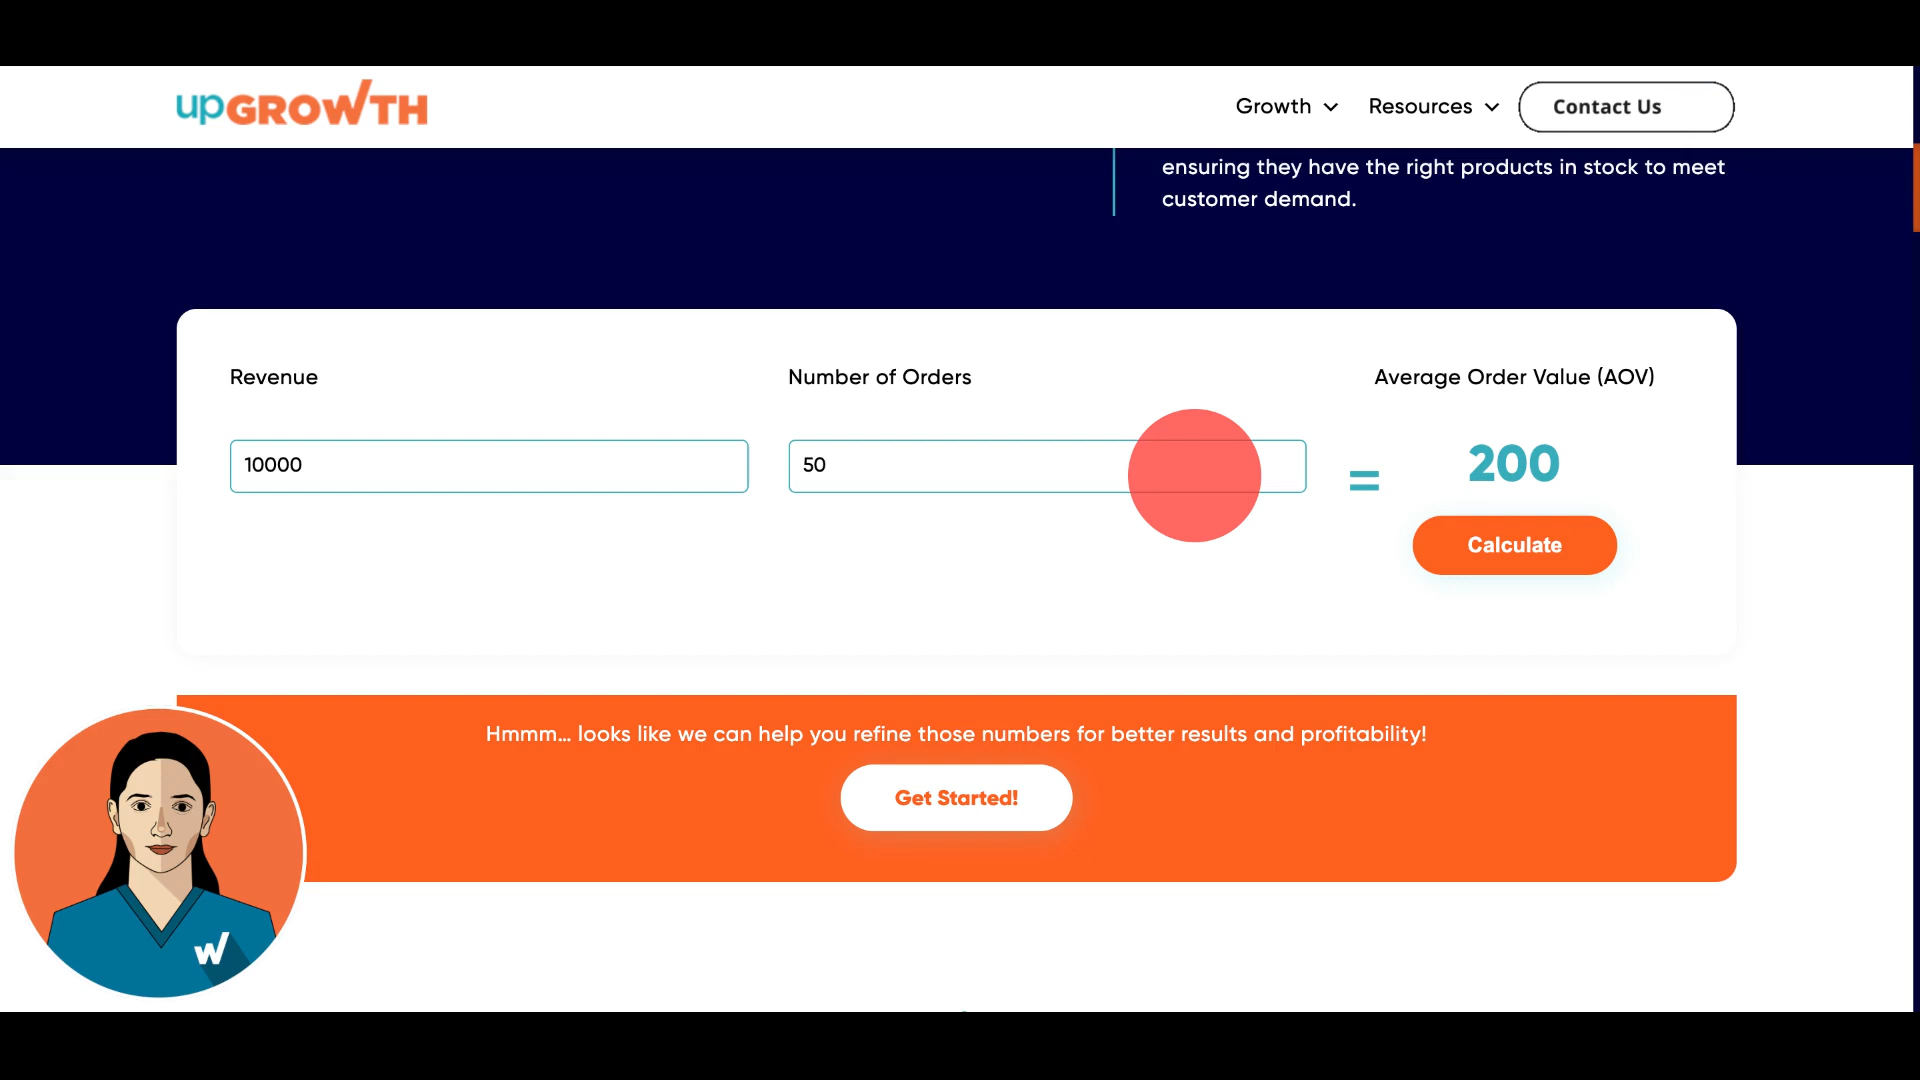 upGROWTH
Growth
Resources
Contact Us
ensuring they have the right products in stock to meet
customer demand.
Revenue
Number of Orders
Average Order Value (AOV)
10000
50
=
200
Calculate
Hmmm... looks like we can help you refine those numbers for better results and profitability!
Get Started!
W